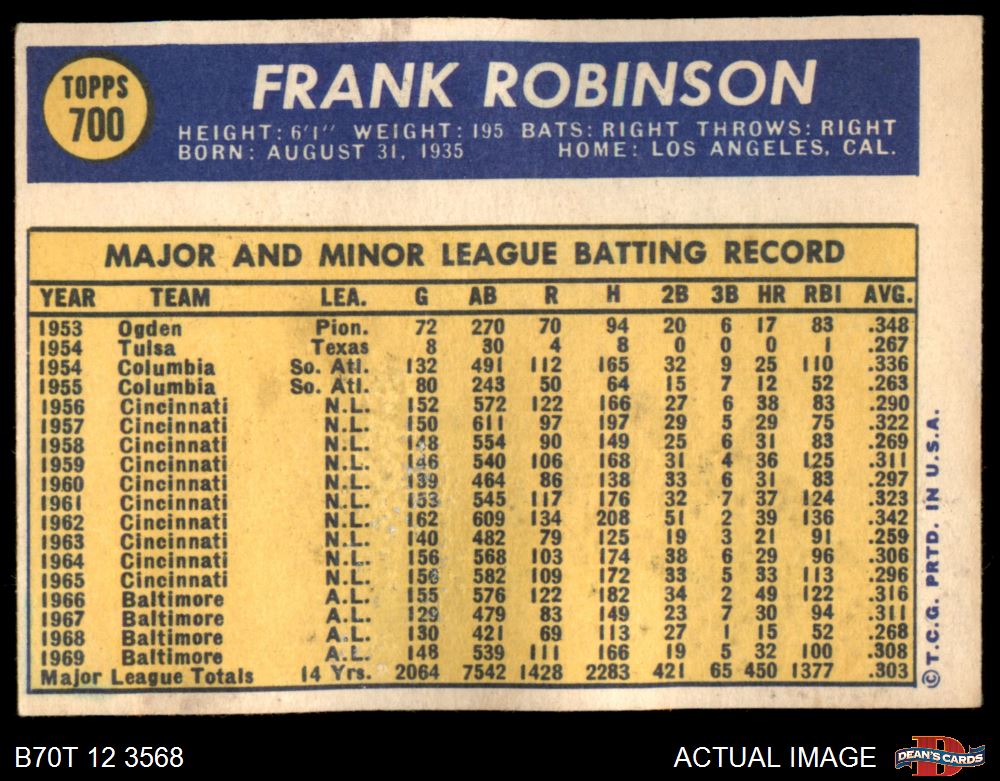 TOPPS
700
FRANK ROBINSON
HEIGHT: 6'1" WEIGHT: 195 BATS: RIGHT THROWS: RIGHT
BORN: AUGUST 31, 1935 HOME: LOS ANGELES, CAL.
MAJOR AND MINOR LEAGUE BATTING RECORD
YEAR TEAM LEA. G AB R H 2B 3B HR RBI AVG.
1953 Ogden Pion. 72 270 70 94 20 6 17 83 .348
1954 Tulsa Texas 8 30 4 8 0 0 0 1 .267
1954 Columbia So. Atl. 132 491 112 165 32 9 25 110 .336
1955 Columbia So. Atl. 80 243 50 64 15 7 12 52 .263
1956 Cincinnati N.L. 152 572 122 166 27 6 38 83 .290
1957 Cincinnati N.L. 150 611 97 197 29 5 29 75 .322
1958 Cincinnati N.L. 148 554 90 149 25 6 31 83 .269
1959 Cincinnati N.L. 146 540 106 168 31 4 36 125 .311
1960 Cincinnati N.L. 139 464 86 138 33 6 31 83 .297
1961 Cincinnati N.L. 153 545 117 176 32 7 37 124 .323
1962 Cincinnati N.L. 162 609 134 208 51 2 39 136 .342
1963 Cincinnati N.L. 140 482 79 125 19 3 21 91 .259
1964 Cincinnati N.L. 156 568 103 174 38 6 29 96 .306
1965 Cincinnati N.L. 156 582 109 172 33 5 33 113 .296
1966 Baltimore A.L. 155 576 122 182 34 2 49 122 .316
1967 Baltimore A.L. 129 479 83 149 23 7 30 94 .311
1968 Baltimore A.L. 130 421 69 113 27 1 15 52 .268
1969 Baltimore A.L. 148 539 111 166 19 5 32 100 .308
Major League Totals 14 Yrs. 2064 7542 1428 2283 421 65 450 1377 .303
© T.C.G. PRTD. IN U.S.A.
B70T 12 3568 ACTUAL IMAGE
DEAN'S CARDS